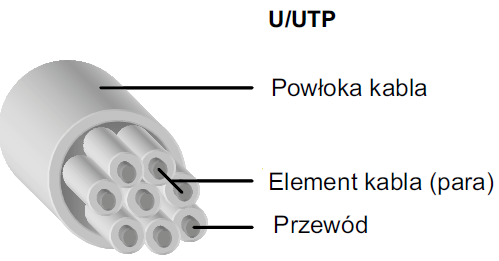 U/UTP
Powłoka kabla
Element kabla (para)
Przewód